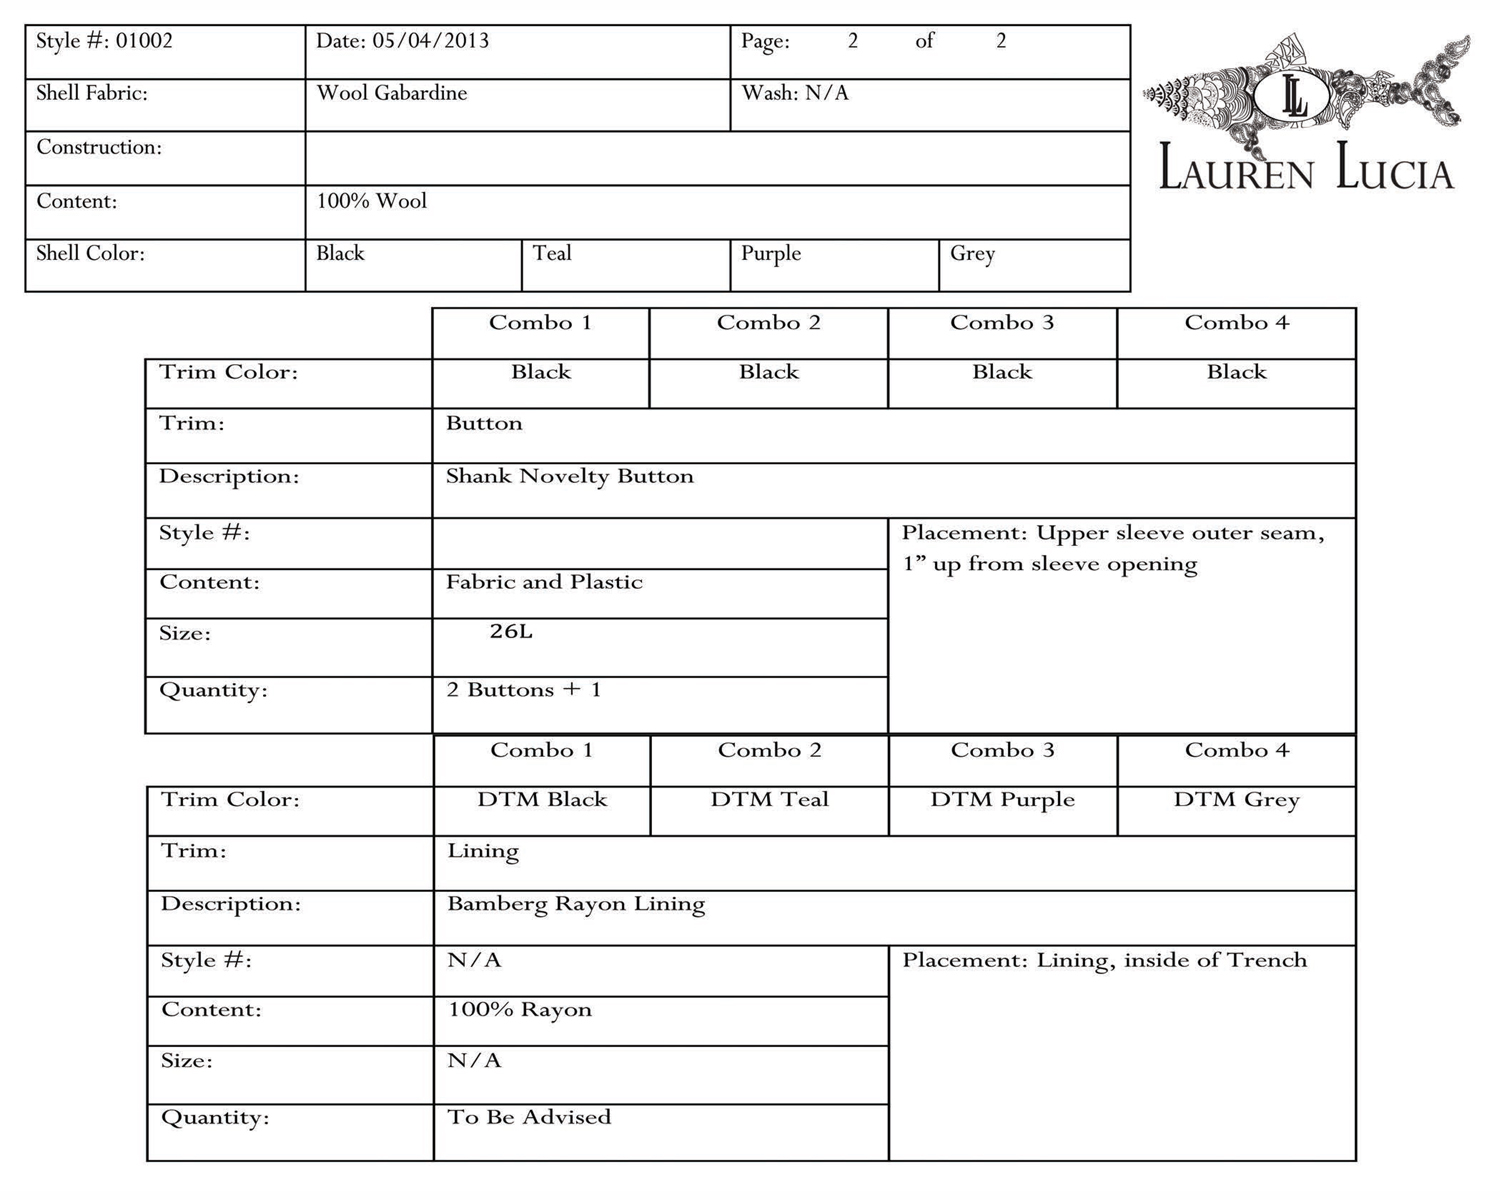 Style #: 01002 Date: 05/04/2013 Page: 2 of 2
Shell Fabric: Wool Gabardine Wash: N/A
Construction:
Content: 100% Wool
Shell Color: Black Teal Purple Grey
LL
LAUREN LUCIA
Combo 1 Combo 2 Combo 3 Combo 4
Trim Color: Black Black Black Black
Trim: Button
Description: Shank Novelty Button
Style #: Placement: Upper sleeve outer seam,
1” up from sleeve opening
Content: Fabric and Plastic
Size: 26L
Quantity: 2 Buttons + 1
Combo 1 Combo 2 Combo 3 Combo 4
Trim Color: DTM Black DTM Teal DTM Purple DTM Grey
Trim: Lining
Description: Bamberg Rayon Lining
Style #: N/A Placement: Lining, inside of Trench
Content: 100% Rayon
Size: N/A
Quantity: To Be Advised